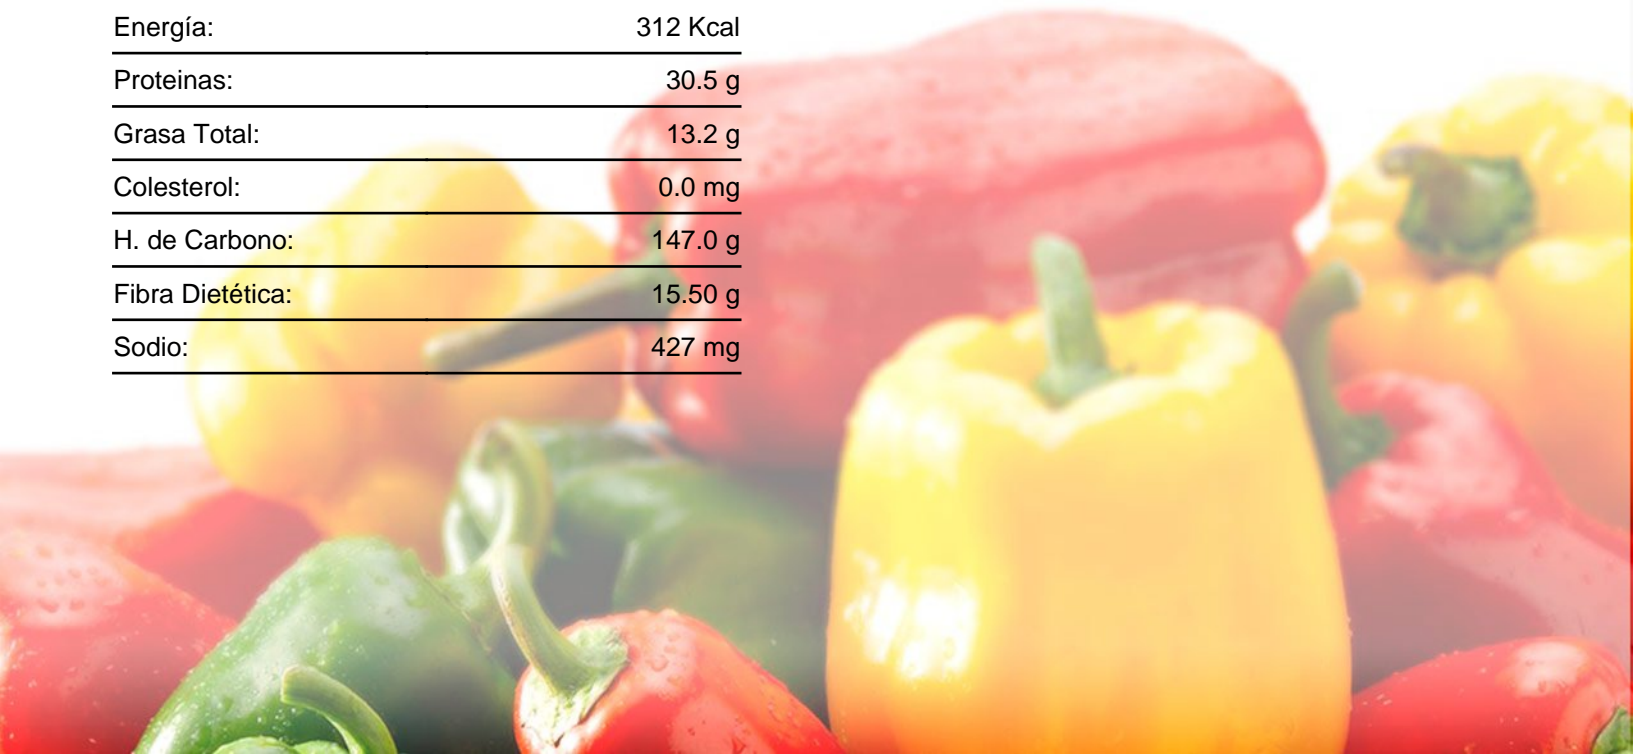 Energía: 312 Kcal
Proteinas: 30.5 g
Grasa Total: 13.2 g
Colesterol: 0.0 mg
H. de Carbono: 147.0 g
Fibra Dietética: 15.50 g
Sodio: 427 mg